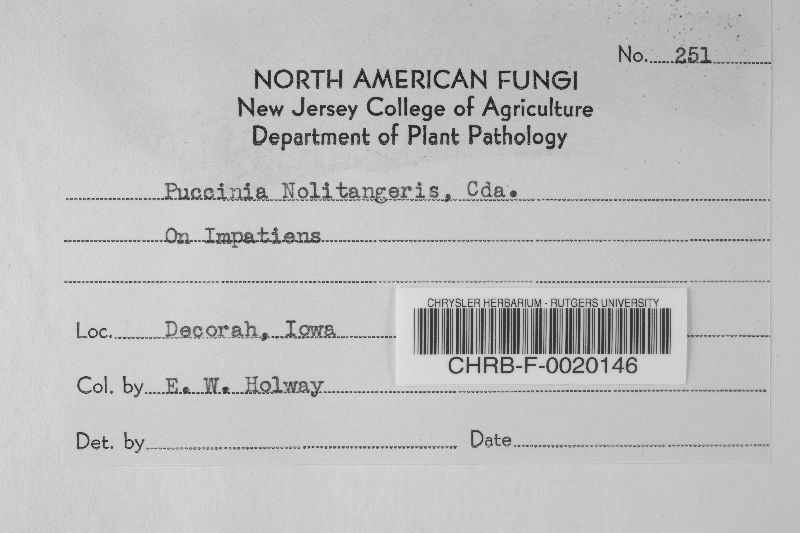 No. 251
NORTH AMERICAN FUNGI
New Jersey College of Agriculture
Department of Plant Pathology
Puccinia Nolitangeris, Cda.
On Impatiens
CHRYSLER HERBARIUM - RUTGERS UNIVERSITY
Loc. Decorah, Iowa
CHRB-F-0020146
Col. by E. W. Holway
Det. by Date